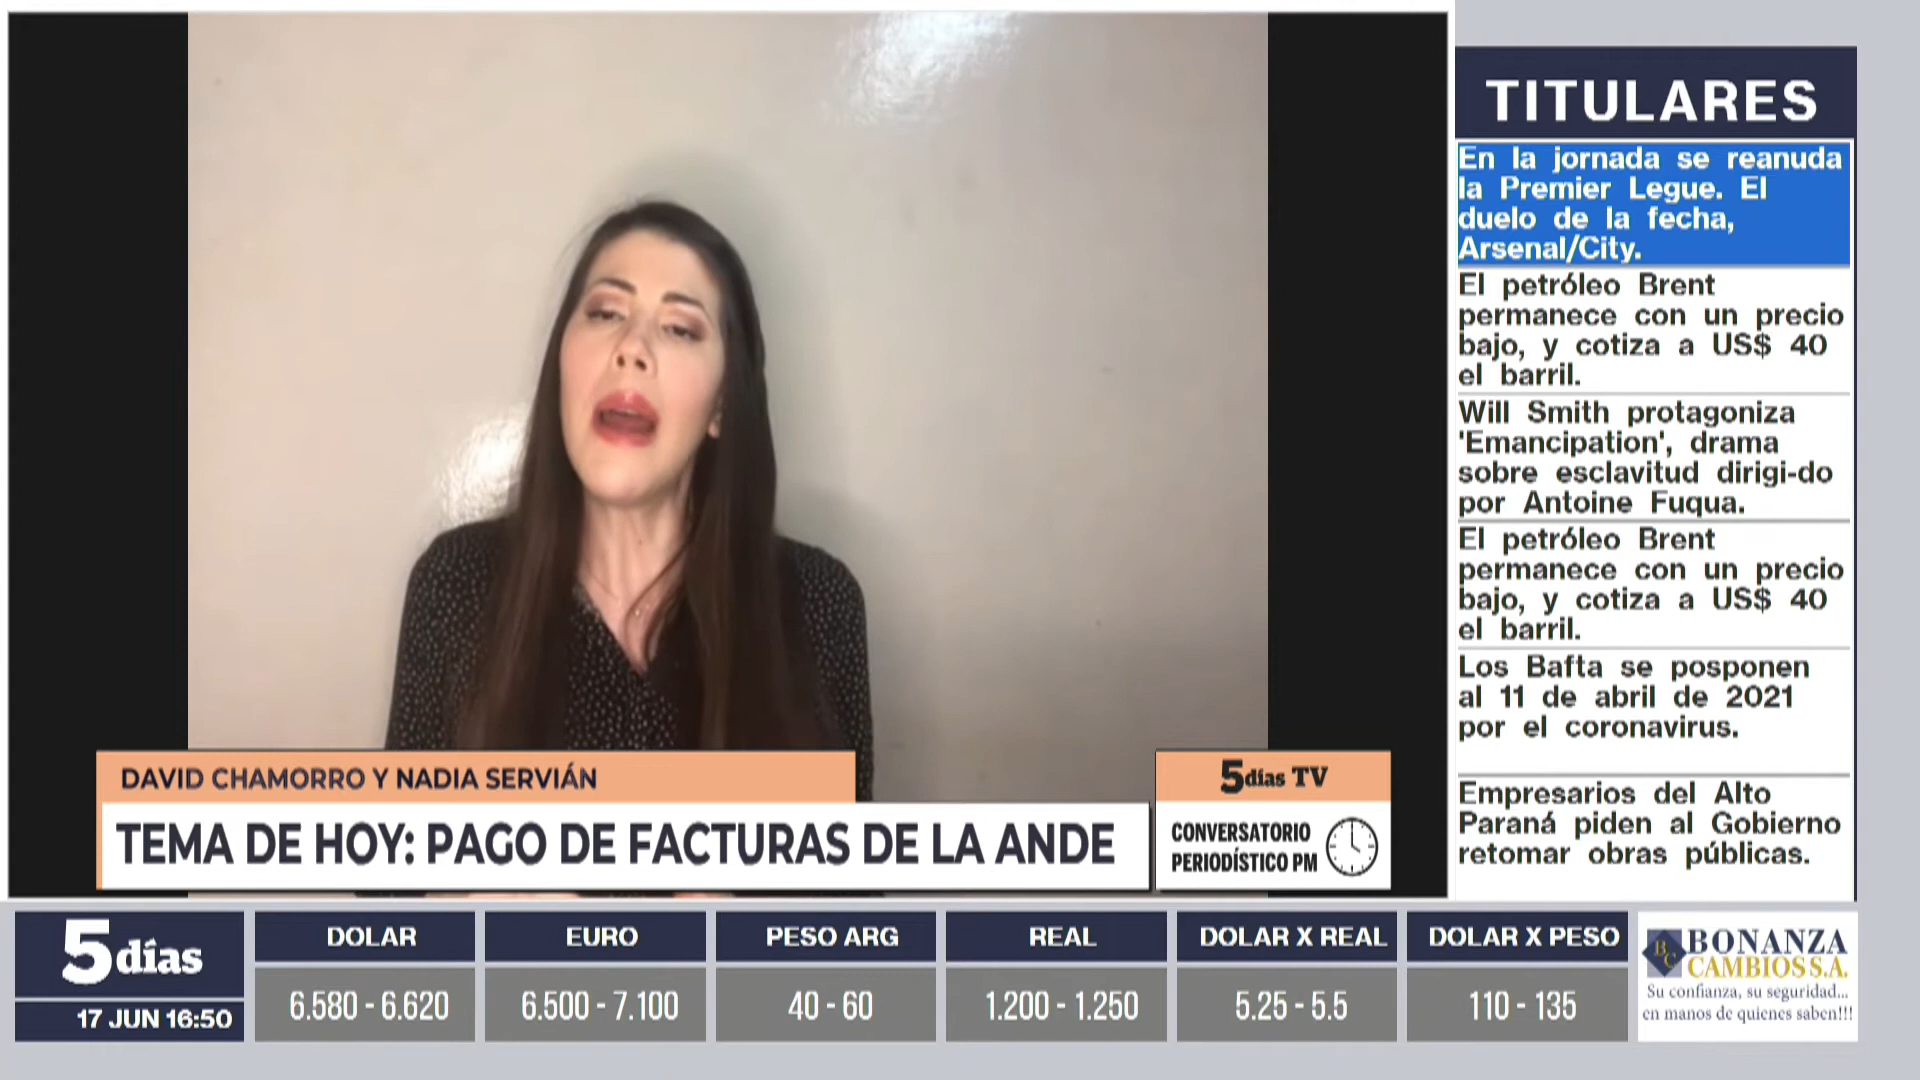 TITULARES
En la jornada se reanuda
la Premier Legue. El
duelo de la fecha,
Arsenal/City.
El petróleo Brent
permanece con un precio
bajo, y cotiza a US$ 40
el barril.
Will Smith protagoniza
'Emancipation', drama
sobre esclavitud dirigi-do
por Antoine Fuqua.
El petróleo Brent
permanece con un precio
bajo, y cotiza a US$ 40
el barril.
Los Bafta se posponen
al 11 de abril de 2021
por el coronavirus.
Empresarios del Alto
Paraná piden al Gobierno
retomar obras públicas.
DAVID CHAMORRO Y NADIA SERVIÁN
TEMA DE HOY: PAGO DE FACTURAS DE LA ANDE
5días TV
CONVERSATORIO
PERIODÍSTICO PM
5días
17 JUN 16:50
DOLAR
6.580 - 6.620
EURO
6.500 - 7.100
PESO ARG
40 - 60
REAL
1.200 - 1.250
DOLAR X REAL
5.25 - 5.5
DOLAR X PESO
110 - 135
BC BONANZA
CAMBIOS S.A.
Su confianza, su seguridad...
en manos de quienes saben!!!